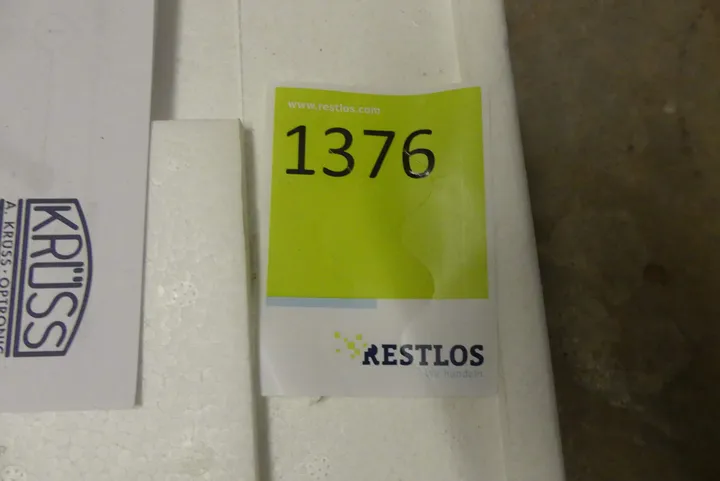 KRÜSS
A. KRÜSS · OPTRONIC
www.restlos.com
1376
RESTLOS